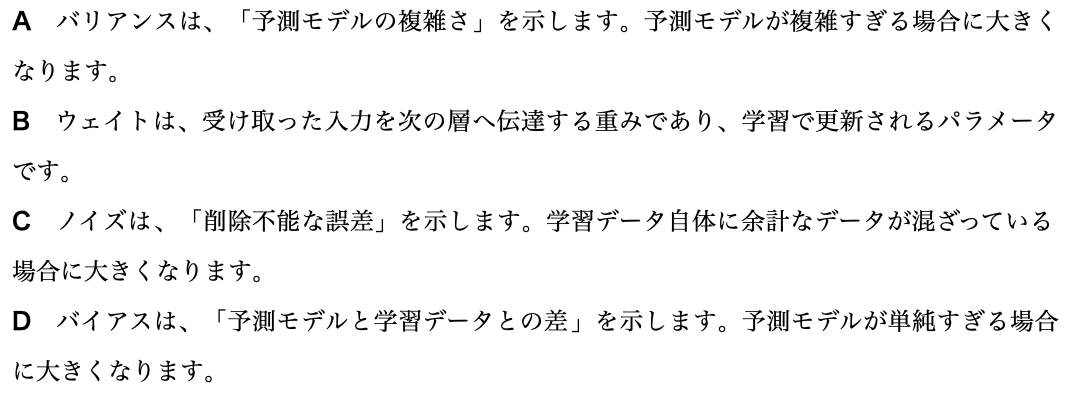 A　バリアンスは、「予測モデルの複雑さ」を示します。予測モデルが複雑すぎる場合に大きく
なります。
B　ウェイトは、受け取った入力を次の層へ伝達する重みであり、学習で更新されるパラメータ
です。
C　ノイズは、「削除不能な誤差」を示します。学習データ自体に余計なデータが混ざっている
場合に大きくなります。
D　バイアスは、「予測モデルと学習データとの差」を示します。予測モデルが単純すぎる場合
に大きくなります。